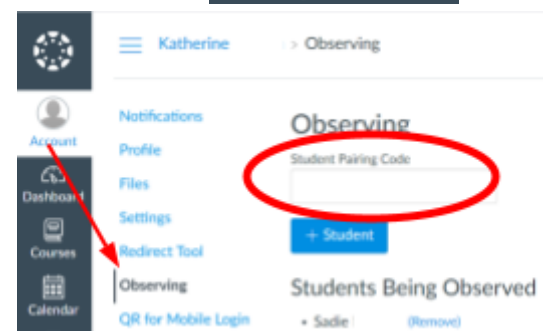 Katherine > Observing
Account
Dashboard
Courses
Calendar
Notifications
Profile
Files
Settings
Redirect Tool
Observing
QR for Mobile Login
Observing
Student Pairing Code
+ Student
Students Being Observed
• Sadie (Remove)